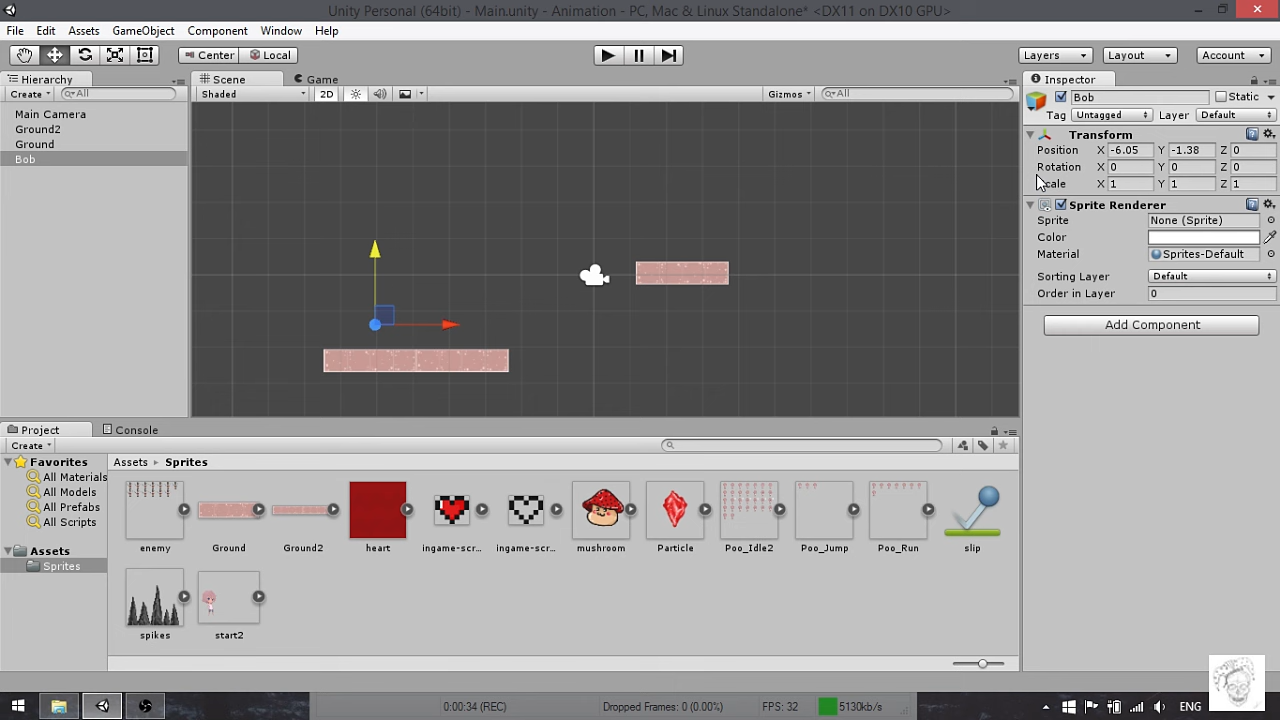 Unity Personal (64bit) - Main.unity - Animation - PC, Mac & Linux Standalone* <DX11 on DX10 GPU>
File Edit Assets GameObject Component Window Help
Center Local Layers Layout Account
Hierarchy
Create All
Main Camera
Ground2
Ground
Bob
Scene Game
Shaded 2D Gizmos All
Inspector
Bob Static
Tag Untagged Layer Default
Transform
Position X -6.05 Y -1.38 Z 0
Rotation X 0 Y 0 Z 0
Scale X 1 Y 1 Z 1
Sprite Renderer
Sprite None (Sprite)
Color
Material Sprites-Default
Sorting Layer Default
Order in Layer 0
Add Component
Project Console
Create
Favorites
All Materials
All Models
All Prefabs
All Scripts
Assets
Sprites
Assets Sprites
enemy Ground Ground2 heart ingame-scr... ingame-scr... mushroom Particle Poo_Idle2 Poo_Jump Poo_Run slip
spikes start2
0:00:34 (REC) Dropped Frames: 0 (0.00%) FPS: 32 5130kb/s ENG